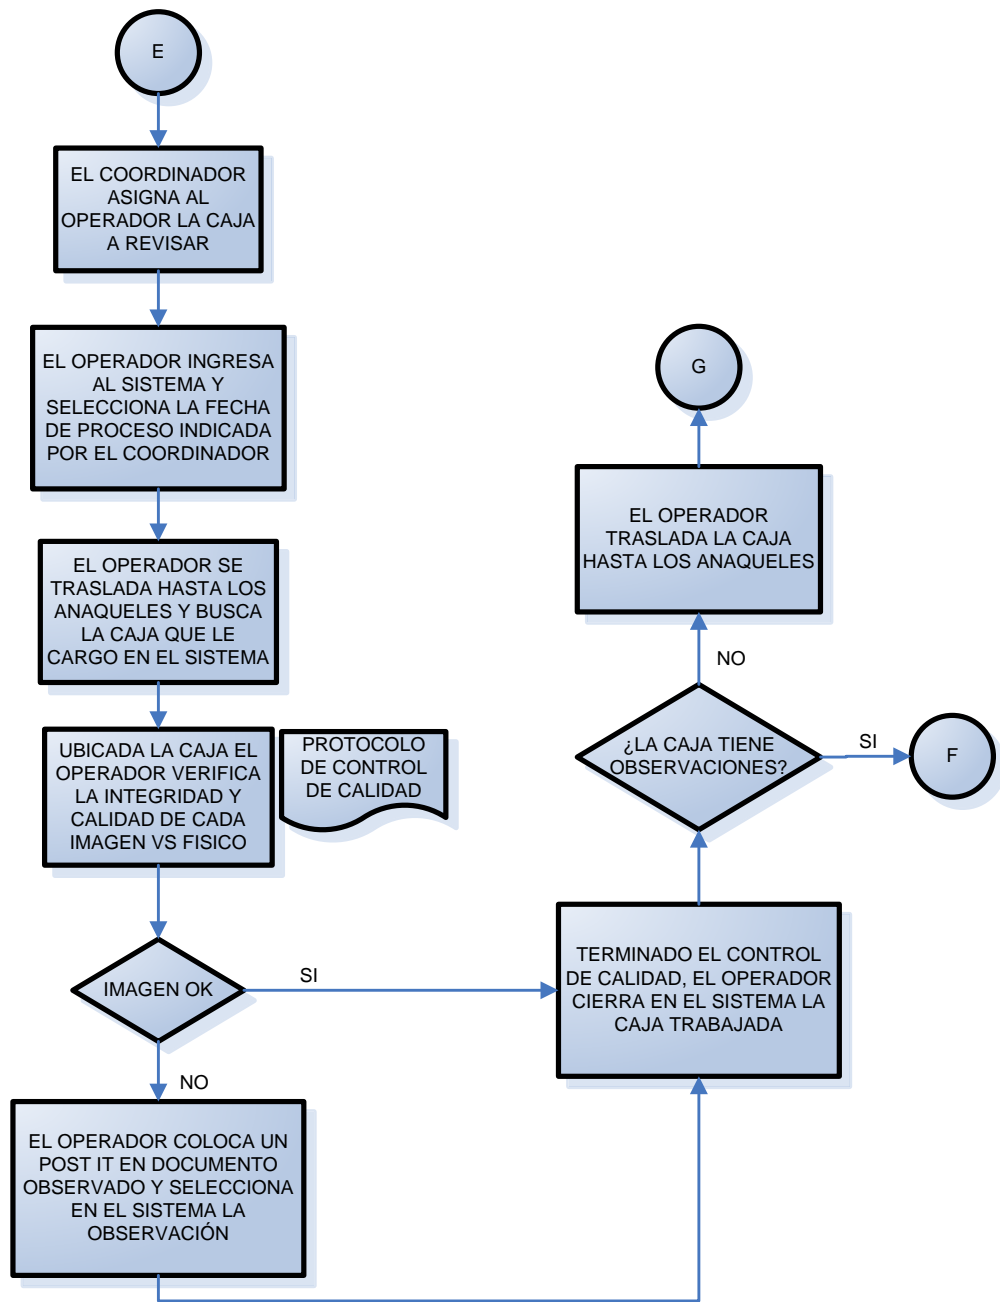 E
EL COORDINADOR
ASIGNA AL
OPERADOR LA CAJA
A REVISAR
EL OPERADOR INGRESA
AL SISTEMA Y
SELECCIONA LA FECHA
DE PROCESO INDICADA
POR EL COORDINADOR
EL OPERADOR SE
TRASLADA HASTA LOS
ANAQUELES Y BUSCA
LA CAJA QUE LE
CARGO EN EL SISTEMA
UBICADA LA CAJA EL
OPERADOR VERIFICA
LA INTEGRIDAD Y
CALIDAD DE CADA
IMAGEN VS FISICO
PROTOCOLO
DE CONTROL
DE CALIDAD
IMAGEN OK
SI
NO
EL OPERADOR COLOCA UN
POST IT EN DOCUMENTO
OBSERVADO Y SELECCIONA
EN EL SISTEMA LA
OBSERVACIÓN
TERMINADO EL CONTROL
DE CALIDAD, EL OPERADOR
CIERRA EN EL SISTEMA LA
CAJA TRABAJADA
¿LA CAJA TIENE
OBSERVACIONES?
SI
F
NO
EL OPERADOR
TRASLADA LA CAJA
HASTA LOS ANAQUELES
G